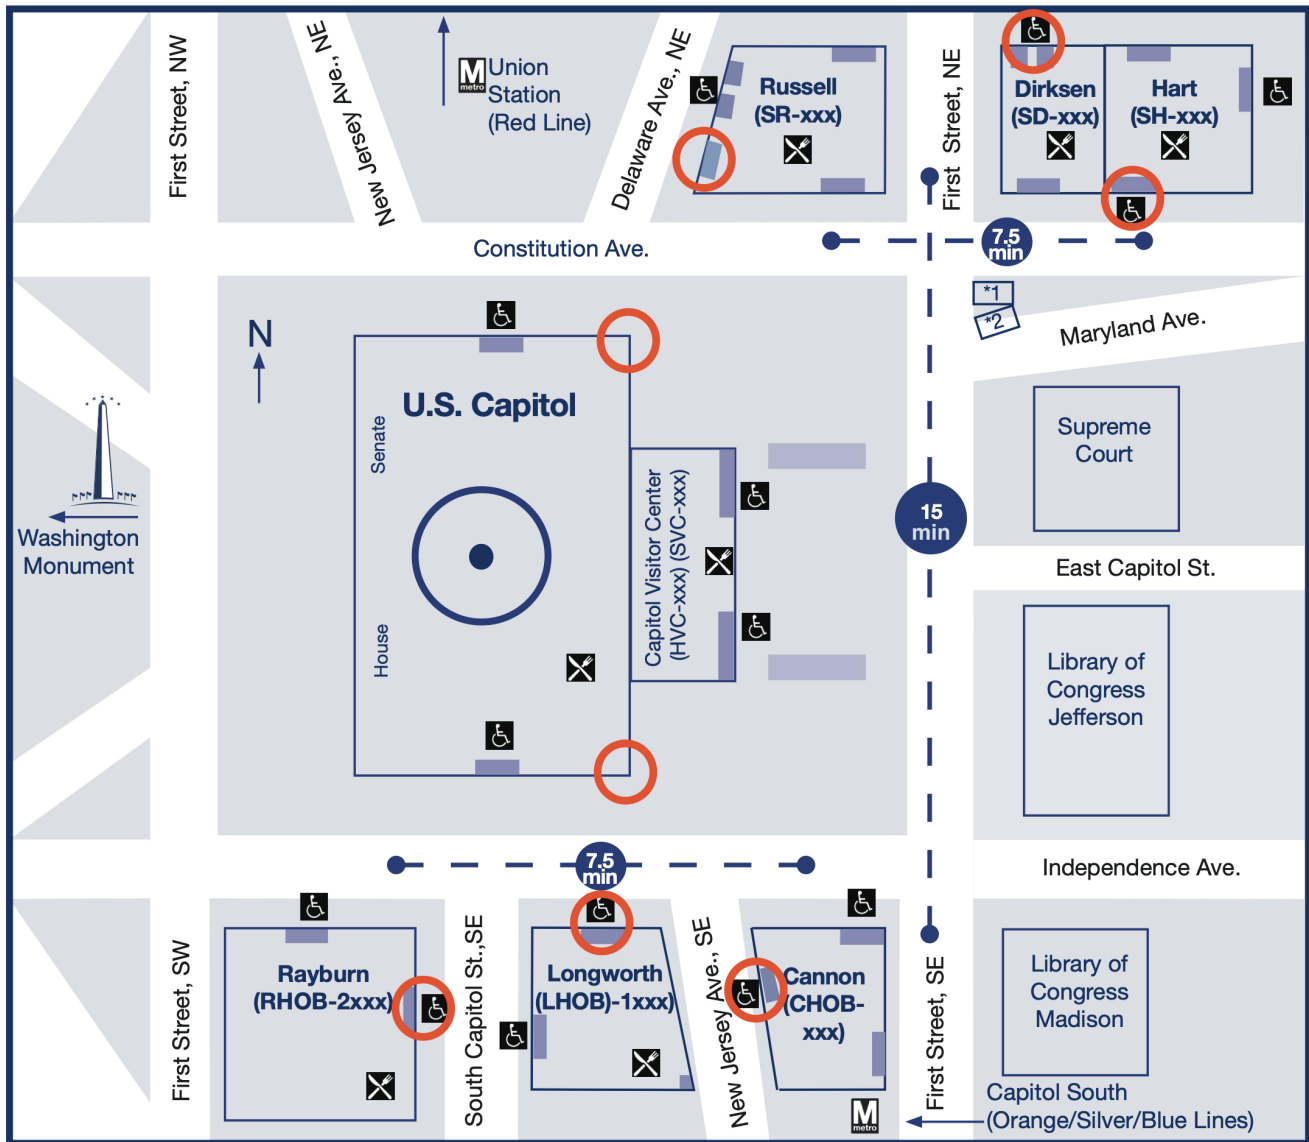 First Street, NW
New Jersey Ave., NE
M
metro
Union
Station
(Red Line)
Delaware Ave., NE
Russell
(SR-xxx)
First Street, NE
Dirksen
(SD-xxx)
Hart
(SH-xxx)
Constitution Ave.
7.5
min
*1
*2
Maryland Ave.
N
U.S. Capitol
Senate
House
Capitol Visitor Center
(HVC-xxx) (SVC-xxx)
15
min
Supreme
Court
Washington
Monument
East Capitol St.
Library of
Congress
Jefferson
7.5
min
Independence Ave.
First Street, SW
Rayburn
(RHOB-2xxx)
South Capitol St.,SE
Longworth
(LHOB)-1xxx)
New Jersey Ave., SE
Cannon
(CHOB-
xxx)
First Street, SE
Library of
Congress
Madison
M
metro
Capitol South
(Orange/Silver/Blue Lines)